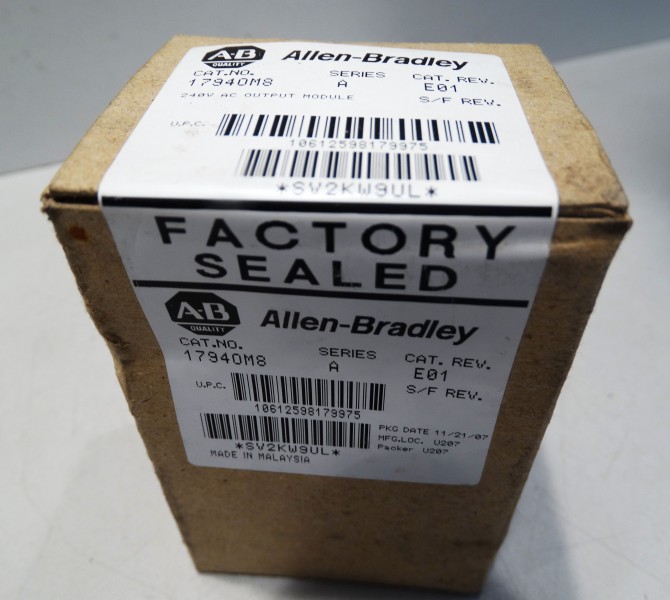 A-B Allen-Bradley
QUALITY
CAT.NO. SERIES CAT. REV.
1794OM8 A E01
240V AC OUTPUT MODULE S/F REV.
U.P.C.
10612598179975
*SV2KW9UL*
FACTORY
SEALED
A-B Allen-Bradley
QUALITY
CAT.NO. SERIES CAT. REV.
1794OM8 A E01
U.P.C. S/F REV.
10612598179975
PKG DATE 11/21/07
MFG.LOC. U207
*SV2KW9UL* Packer U207
MADE IN MALAYSIA